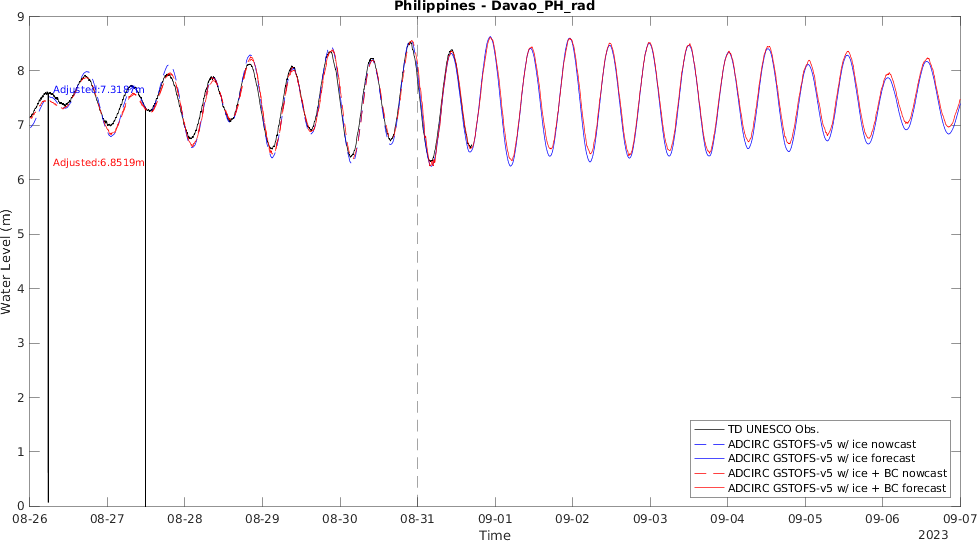 Philippines - Davao_PH_rad
9
8
7
6
5
4
3
2
1
0
Water Level (m)
Adjusted:7.3187m
Adjusted:6.8519m
TD UNESCO Obs.
ADCIRC GSTOFS-v5 w/ ice nowcast
ADCIRC GSTOFS-v5 w/ ice forecast
ADCIRC GSTOFS-v5 w/ ice + BC nowcast
ADCIRC GSTOFS-v5 w/ ice + BC forecast
08-26 08-27 08-28 08-29 08-30 08-31 09-01 09-02 09-03 09-04 09-05 09-06 09-07
Time
2023